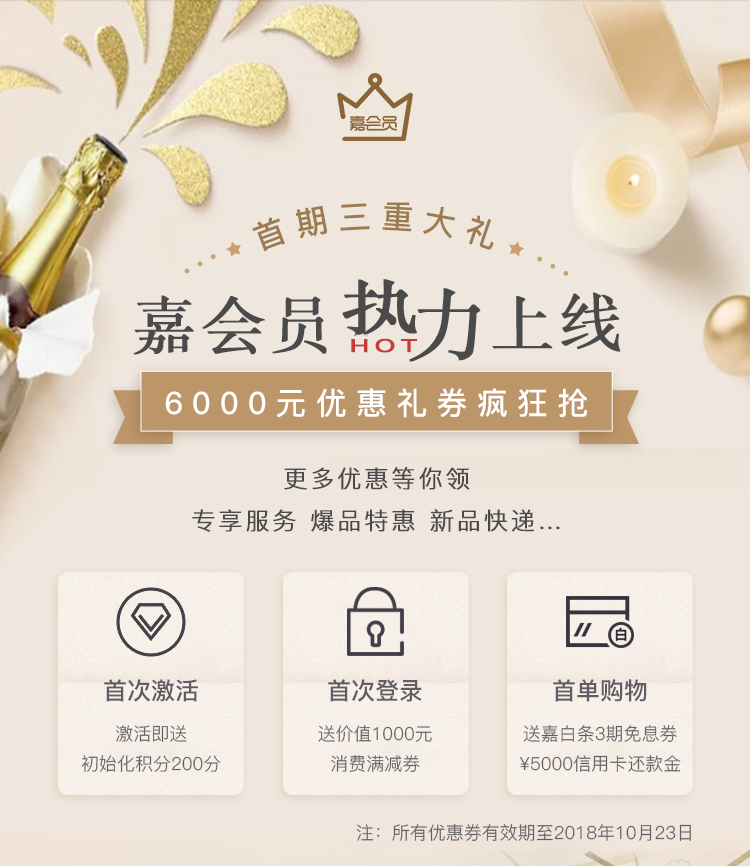 嘉会员
首期三重大礼
嘉会员热力上线
HOT
6000元优惠礼券疯狂抢
更多优惠等你领
专享服务 爆品特惠 新品快递...
白
首次激活
激活即送
初始化积分200分
首次登录
送价值1000元
消费满减券
首单购物
送嘉白条3期免息券
¥5000信用卡还款金
注：所有优惠券有效期至2018年10月23日